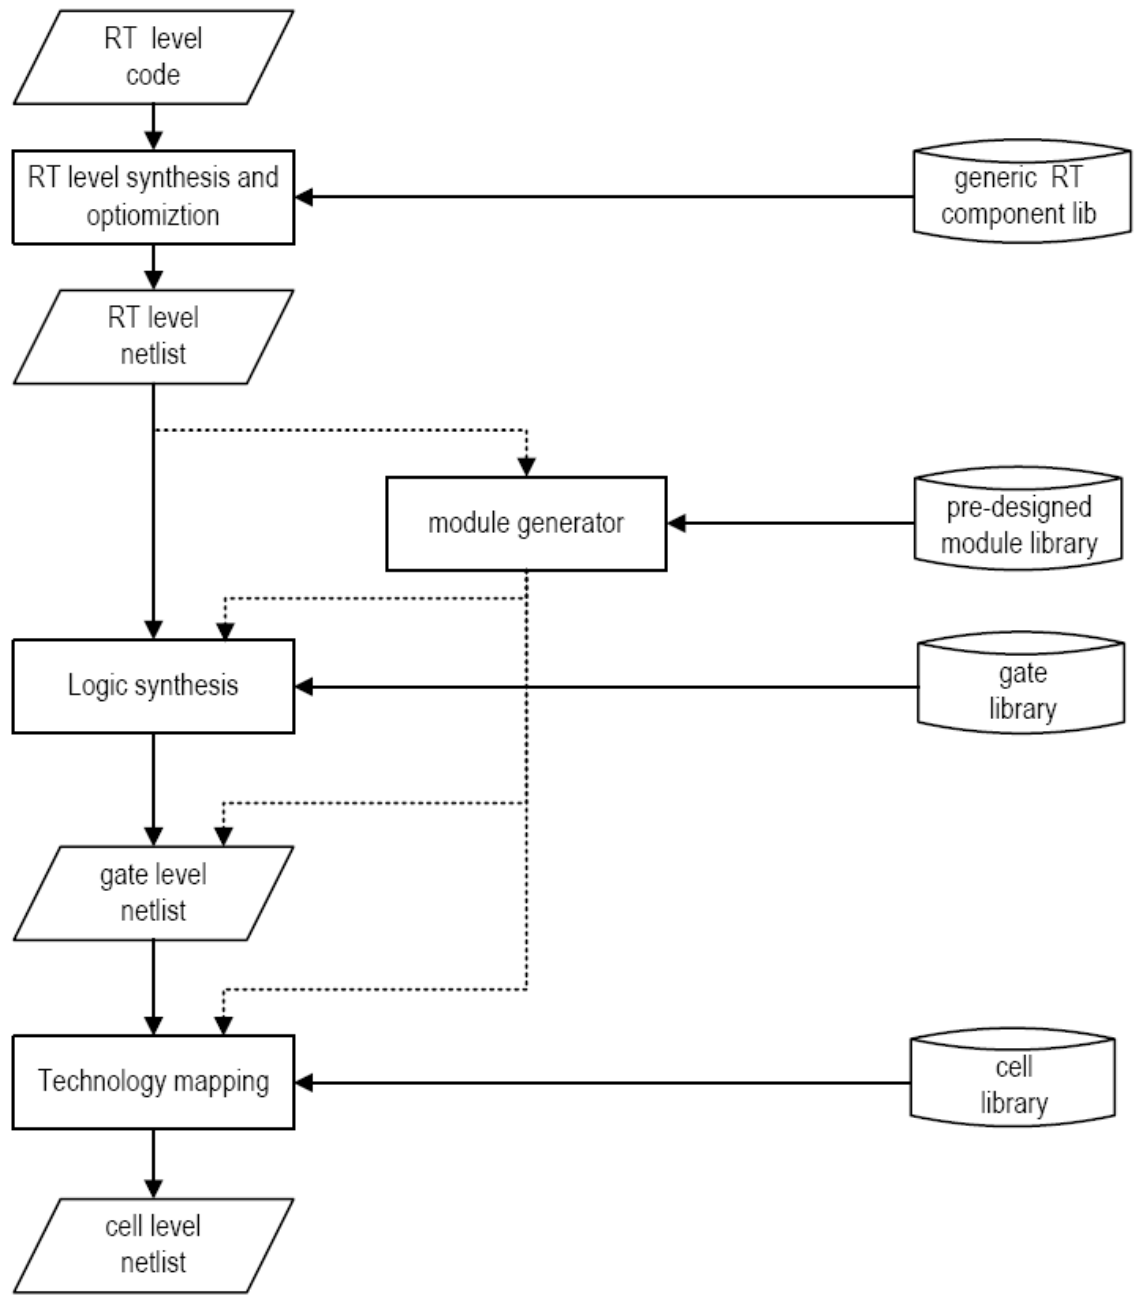 RT level
code
RT level synthesis and
optiomiztion
generic RT
component lib
RT level
netlist
module generator
pre-designed
module library
Logic synthesis
gate
library
gate level
netlist
Technology mapping
cell
library
cell level
netlist